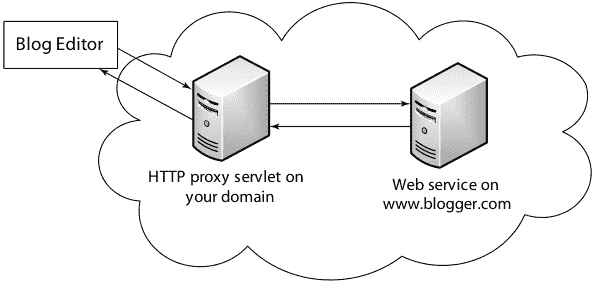 Blog Editor
HTTP proxy servlet on
your domain
Web service on
www.blogger.com